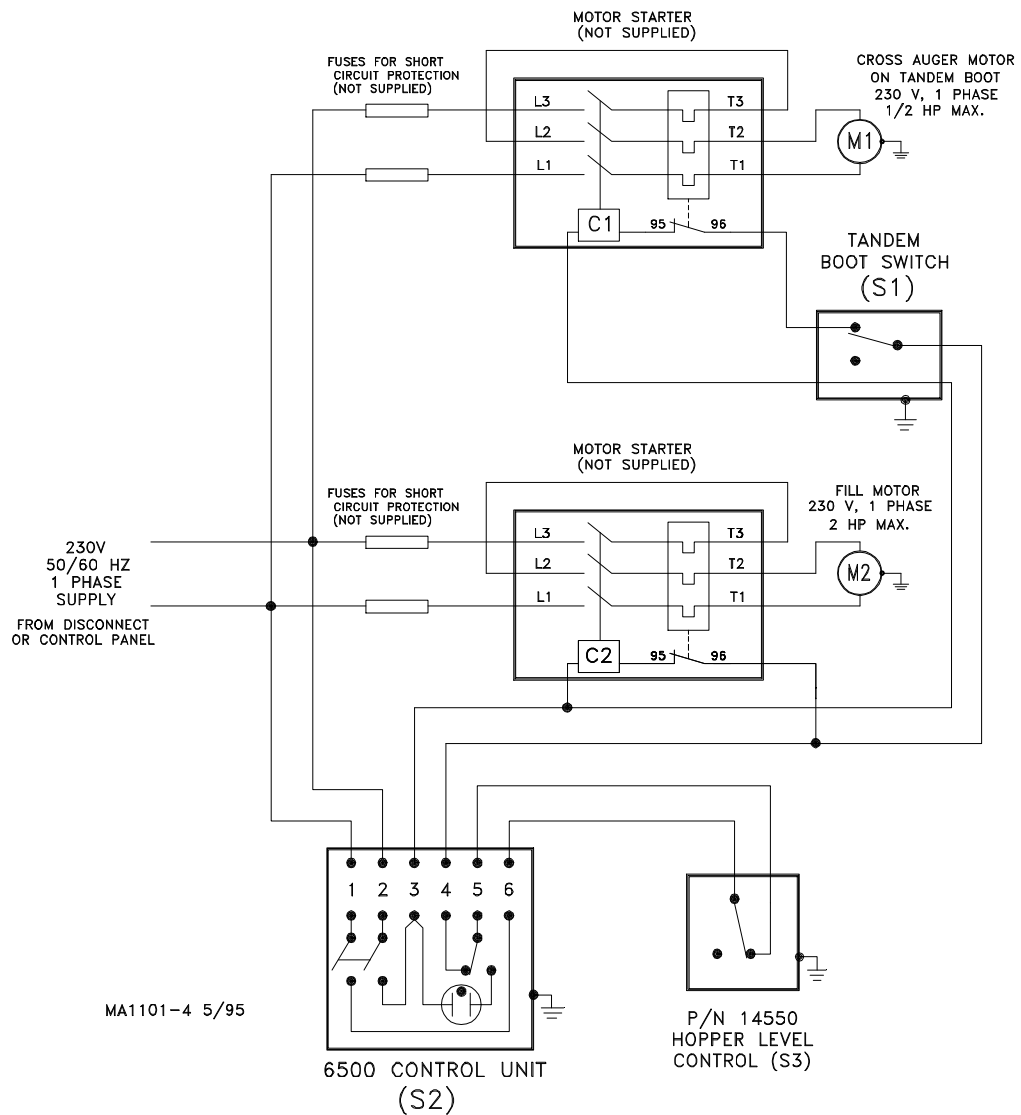 MOTOR STARTER
(NOT SUPPLIED)
FUSES FOR SHORT
CIRCUIT PROTECTION
(NOT SUPPLIED)
CROSS AUGER MOTOR
ON TANDEM BOOT
230 V, 1 PHASE
1/2 HP MAX.
L3 T3
L2 T2
L1 T1
M1
C1 95 96
TANDEM
BOOT SWITCH
(S1)
MOTOR STARTER
(NOT SUPPLIED)
FUSES FOR SHORT
CIRCUIT PROTECTION
(NOT SUPPLIED)
FILL MOTOR
230 V, 1 PHASE
2 HP MAX.
L3 T3
L2 T2
L1 T1
M2
C2 95 96
230V
50/60 HZ
1 PHASE
SUPPLY
FROM DISCONNECT
OR CONTROL PANEL
1 2 3 4 5 6
MA1101-4 5/95
6500 CONTROL UNIT
(S2)
P/N 14550
HOPPER LEVEL
CONTROL (S3)